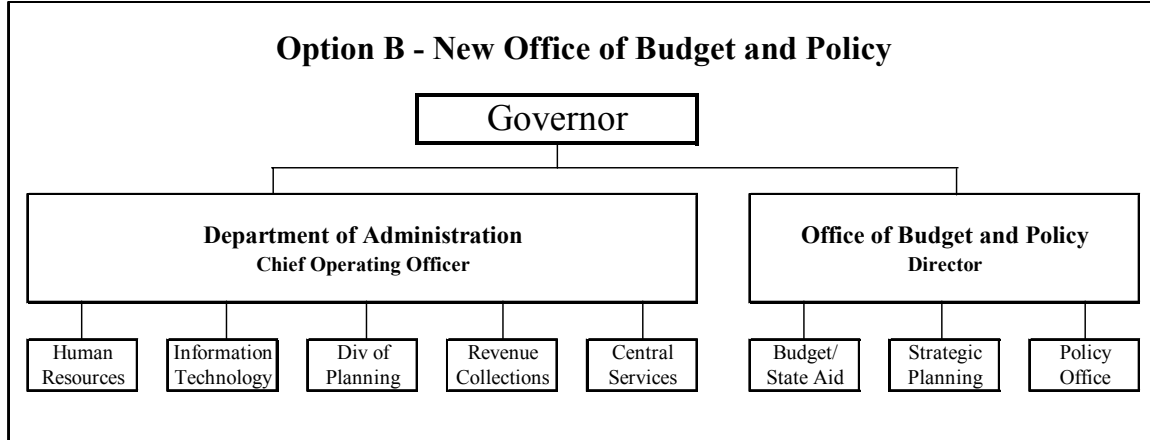 Option B - New Office of Budget and Policy
Governor
Department of Administration
Chief Operating Officer
Office of Budget and Policy
Director
Human
Resources
Information
Technology
Div of
Planning
Revenue
Collections
Central
Services
Budget/
State Aid
Strategic
Planning
Policy
Office